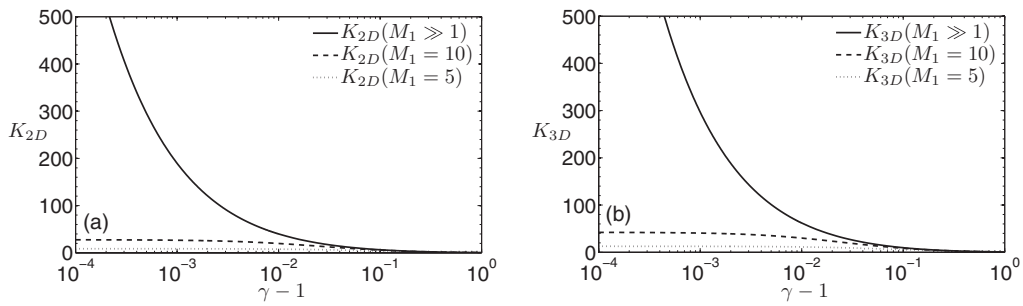 500
400
300
200
100
0
K_{2D}
K_{2D}(M_1 ≫ 1)
K_{2D}(M_1 = 10)
K_{2D}(M_1 = 5)
(a)
10^{-4}
10^{-3}
10^{-2}
10^{-1}
10^0
γ − 1
500
400
300
200
100
0
K_{3D}
K_{3D}(M_1 ≫ 1)
K_{3D}(M_1 = 10)
K_{3D}(M_1 = 5)
(b)
10^{-4}
10^{-3}
10^{-2}
10^{-1}
10^0
γ − 1